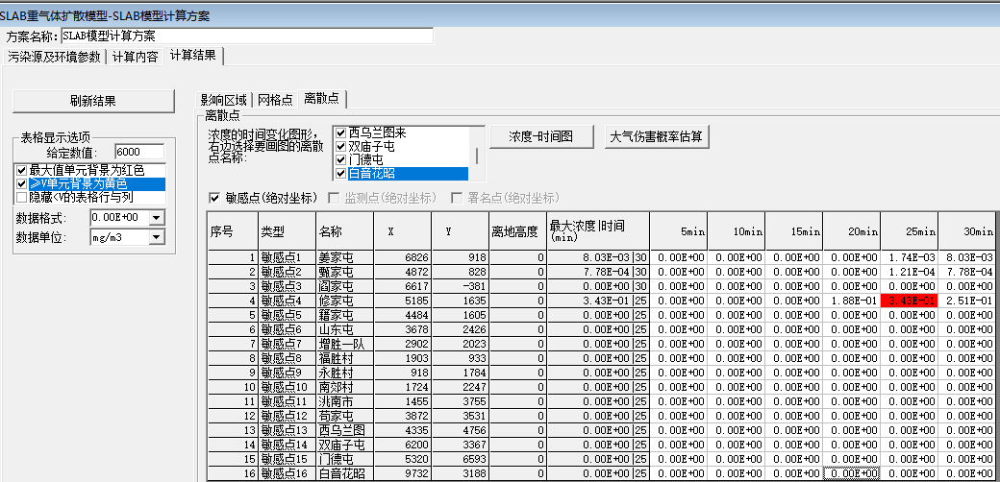 SLAB重气体扩散模型-SLAB模型计算方案
方案名称: SLAB模型计算方案
污染源及环境参数 计算内容 计算结果
刷新结果
表格显示选项
给定数值: 6000
最大值单元背景为红色
≥V单元背景为黄色
隐藏<V的表格行与列
数据格式: 0.00E+00
数据单位: mg/m3
影响区域 网格点 离散点
离散点
浓度的时间变化图形,
右边选择要画图的离散
点名称:
西乌兰图来
双庙子屯
门德屯
白音花昭
浓度-时间图 大气伤害概率估算
敏感点(绝对坐标) 监测点(绝对坐标) 署名点(绝对坐标)
序号 类型 名称 X Y 离地高度 最大浓度|时间(min) 5min 10min 15min 20min 25min 30min
1 敏感点1 姜家屯 6826 918 0 8.03E-03|30 0.00E+00 0.00E+00 0.00E+00 0.00E+00 1.74E-03 8.03E-03
2 敏感点2 甄家屯 4872 828 0 7.78E-04|30 0.00E+00 0.00E+00 0.00E+00 0.00E+00 1.21E-04 7.78E-04
3 敏感点3 阎家屯 6617 -381 0 0.00E+00|30 0.00E+00 0.00E+00 0.00E+00 0.00E+00 0.00E+00 0.00E+00
4 敏感点4 修家屯 5185 1635 0 3.43E-01|25 0.00E+00 0.00E+00 0.00E+00 1.88E-01 3.43E-01 2.51E-01
5 敏感点5 籍家屯 4484 1605 0 0.00E+00|25 0.00E+00 0.00E+00 0.00E+00 0.00E+00 0.00E+00 0.00E+00
6 敏感点6 山东屯 3678 2426 0 0.00E+00|25 0.00E+00 0.00E+00 0.00E+00 0.00E+00 0.00E+00 0.00E+00
7 敏感点7 增胜一队 2902 2023 0 0.00E+00|25 0.00E+00 0.00E+00 0.00E+00 0.00E+00 0.00E+00 0.00E+00
8 敏感点8 福胜村 1903 933 0 0.00E+00|25 0.00E+00 0.00E+00 0.00E+00 0.00E+00 0.00E+00 0.00E+00
9 敏感点9 永胜村 918 1784 0 0.00E+00|25 0.00E+00 0.00E+00 0.00E+00 0.00E+00 0.00E+00 0.00E+00
10 敏感点10 南郊村 1724 2247 0 0.00E+00|25 0.00E+00 0.00E+00 0.00E+00 0.00E+00 0.00E+00 0.00E+00
11 敏感点11 洮南市 1455 3755 0 0.00E+00|25 0.00E+00 0.00E+00 0.00E+00 0.00E+00 0.00E+00 0.00E+00
12 敏感点12 苟家屯 3872 3531 0 0.00E+00|25 0.00E+00 0.00E+00 0.00E+00 0.00E+00 0.00E+00 0.00E+00
13 敏感点13 西乌兰图 4335 4756 0 0.00E+00|25 0.00E+00 0.00E+00 0.00E+00 0.00E+00 0.00E+00 0.00E+00
14 敏感点14 双庙子屯 6200 3367 0 0.00E+00|25 0.00E+00 0.00E+00 0.00E+00 0.00E+00 0.00E+00 0.00E+00
15 敏感点15 门德屯 5320 6593 0 0.00E+00|25 0.00E+00 0.00E+00 0.00E+00 0.00E+00 0.00E+00 0.00E+00
16 敏感点16 白音花昭 9732 3188 0 0.00E+00|25 0.00E+00 0.00E+00 0.00E+00 0.00E+00 0.00E+00 0.00E+00